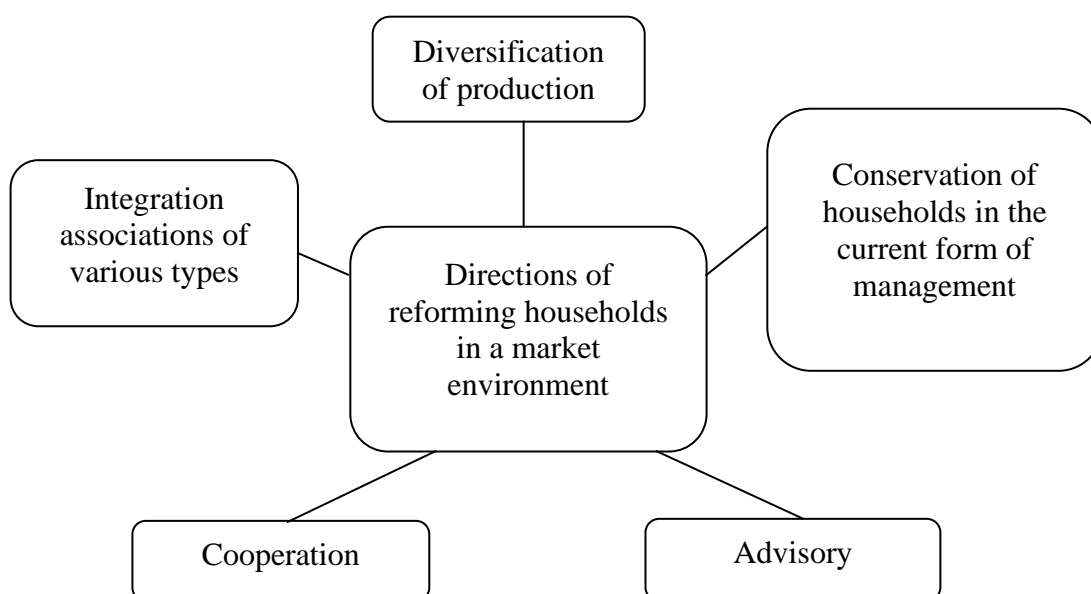 Diversification
of production
Integration
associations of
various types
Conservation of
households in the
current form of
management
Directions of
reforming households
in a market
environment
Cooperation
Advisory